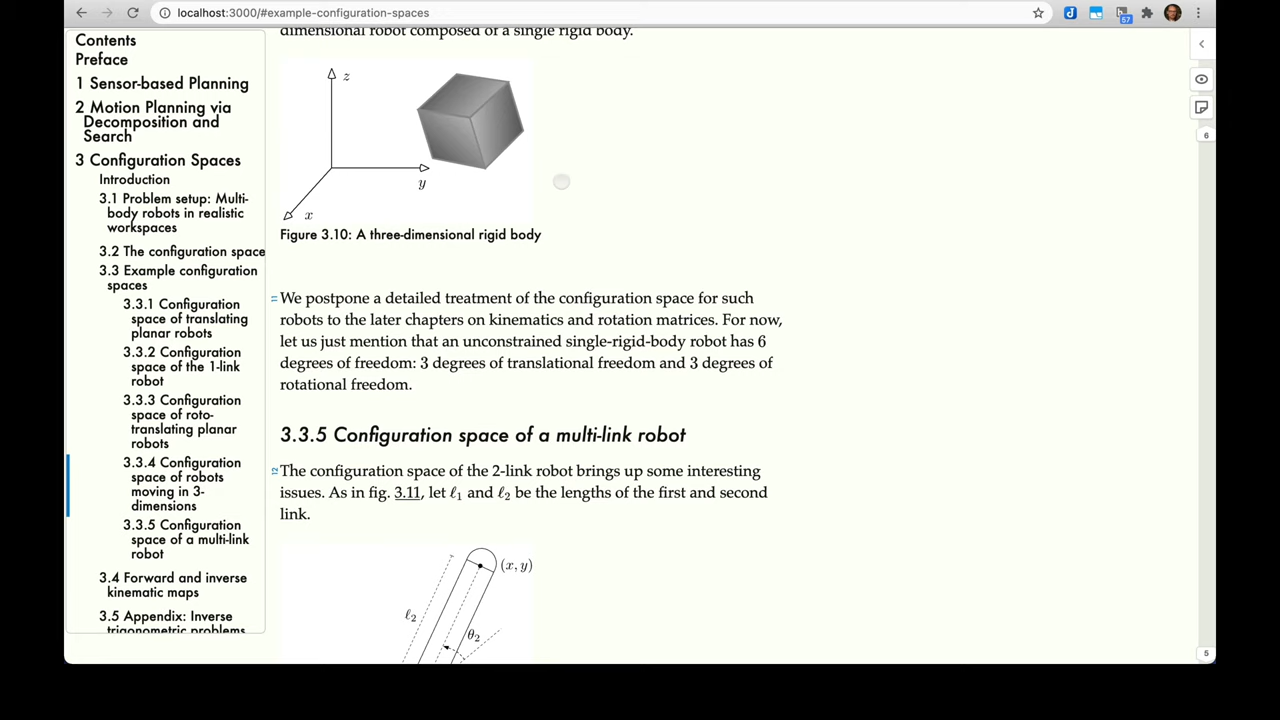 localhost:3000/#example-configuration-spaces
57
Contents
Preface
1 Sensor-based Planning
2 Motion Planning via
Decomposition and
Search
3 Configuration Spaces
Introduction
3.1 Problem setup: Multi-
body robots in realistic
workspaces
3.2 The configuration space
3.3 Example configuration
spaces
3.3.1 Configuration
space of translating
planar robots
3.3.2 Configuration
space of the 1-link
robot
3.3.3 Configuration
space of roto-
translating planar
robots
3.3.4 Configuration
space of robots
moving in 3-
dimensions
3.3.5 Configuration
space of a multi-link
robot
3.4 Forward and inverse
kinematic maps
3.5 Appendix: Inverse
trigonometric problems
dimensional robot composed of a single rigid body.
z
y
x
Figure 3.10: A three-dimensional rigid body
11
We postpone a detailed treatment of the configuration space for such
robots to the later chapters on kinematics and rotation matrices. For now,
let us just mention that an unconstrained single-rigid-body robot has 6
degrees of freedom: 3 degrees of translational freedom and 3 degrees of
rotational freedom.
3.3.5 Configuration space of a multi-link robot
12
The configuration space of the 2-link robot brings up some interesting
issues. As in fig. 3.11, let ℓ₁ and ℓ₂ be the lengths of the first and second
link.
(x, y)
ℓ₂
θ₂
6
5